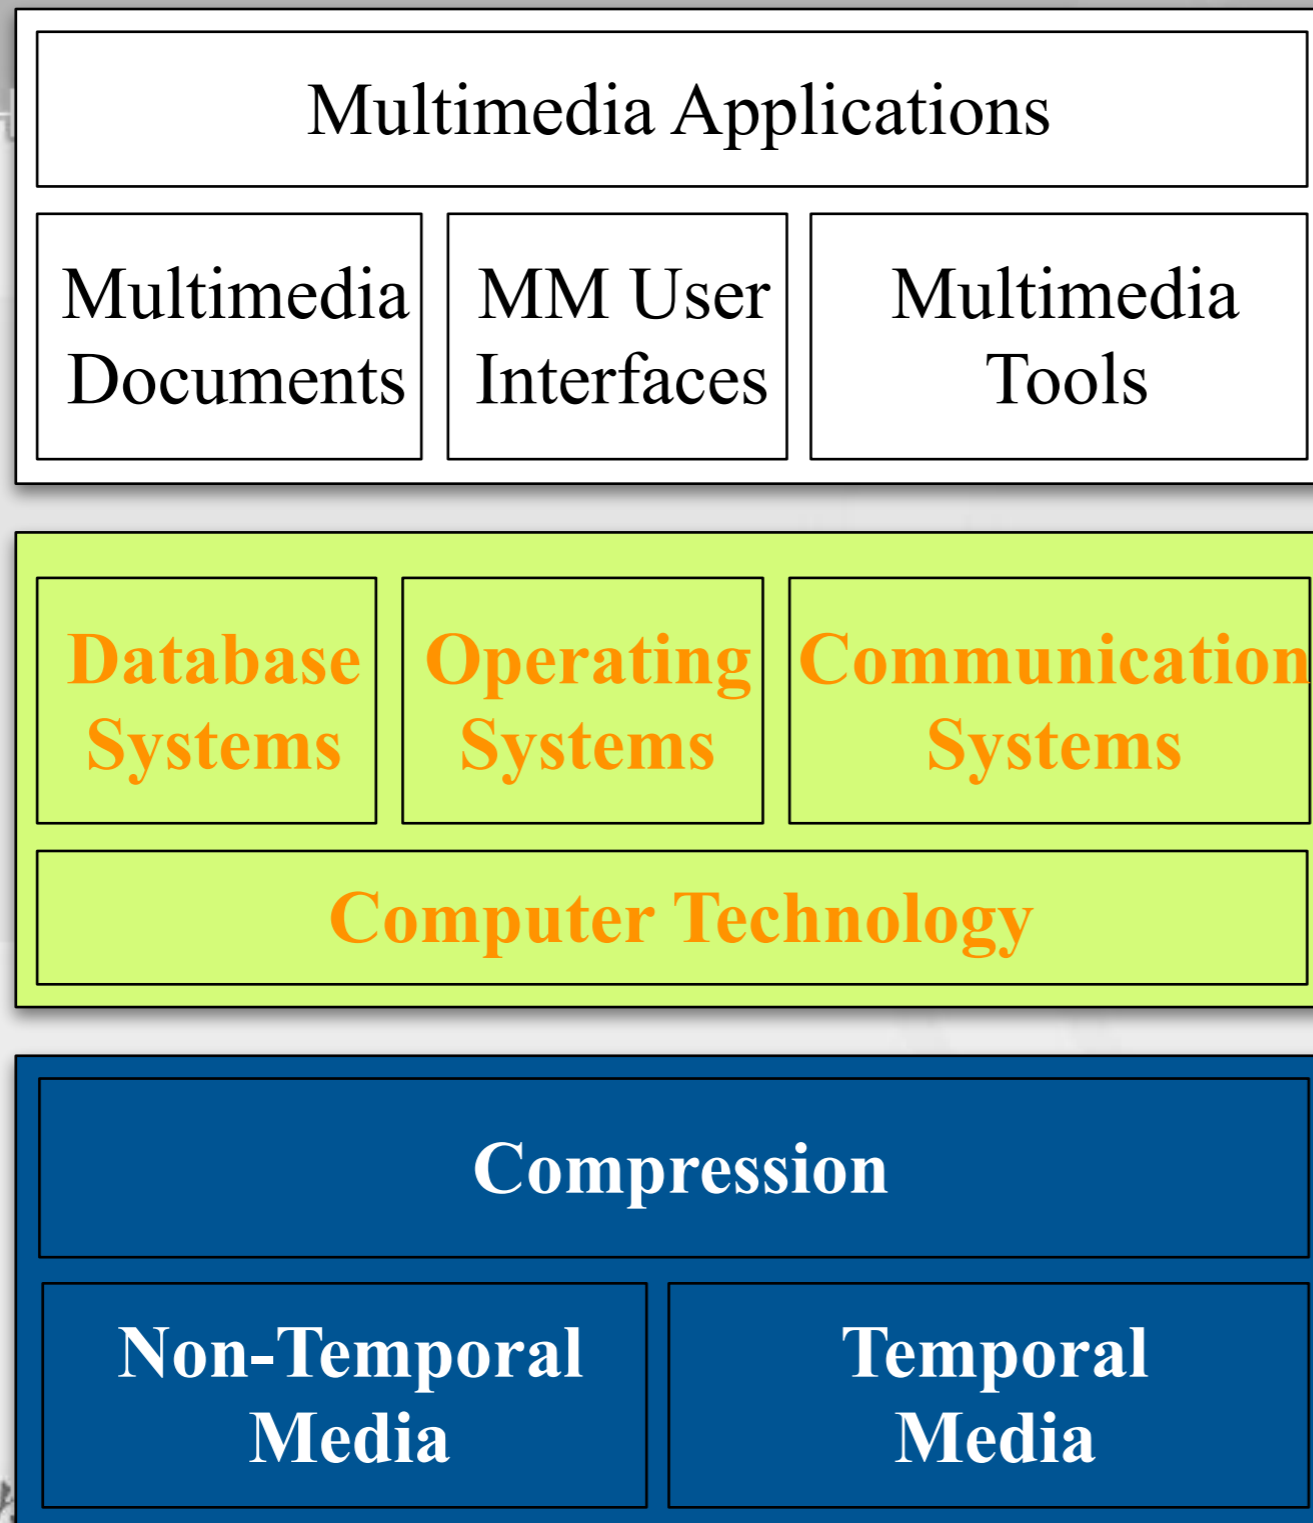 Multimedia Applications
Multimedia
Documents
MM User
Interfaces
Multimedia
Tools
Database
Systems
Operating
Systems
Communication
Systems
Computer Technology
Compression
Non-Temporal
Media
Temporal
Media